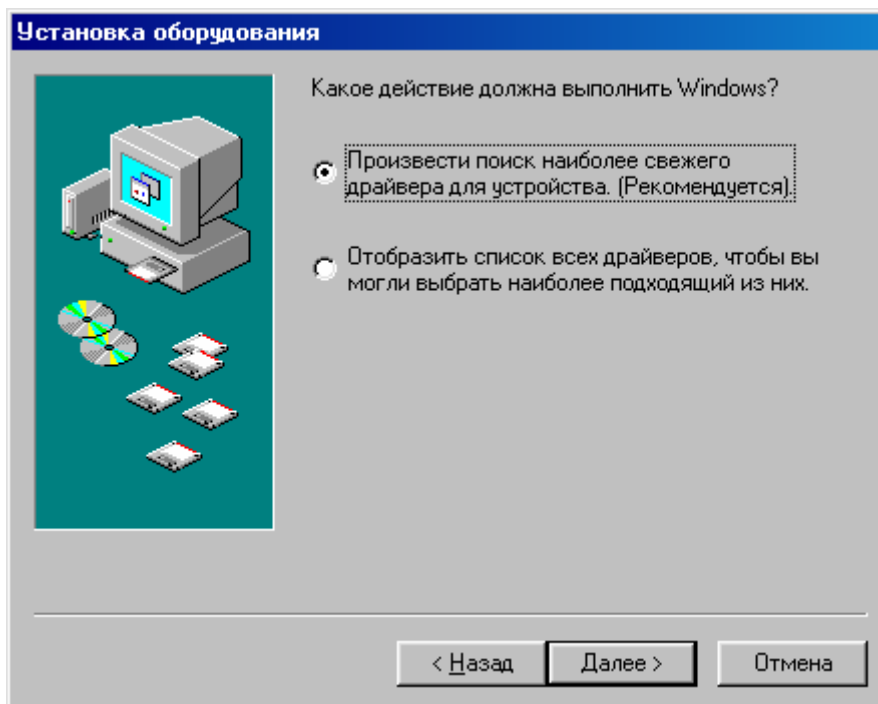 Установка оборудования
Какое действие должна выполнить Windows?
Произвести поиск наиболее свежего
драйвера для устройства. (Рекомендуется).
Отобразить список всех драйверов, чтобы вы
могли выбрать наиболее подходящий из них.
< Назад Далее > Отмена